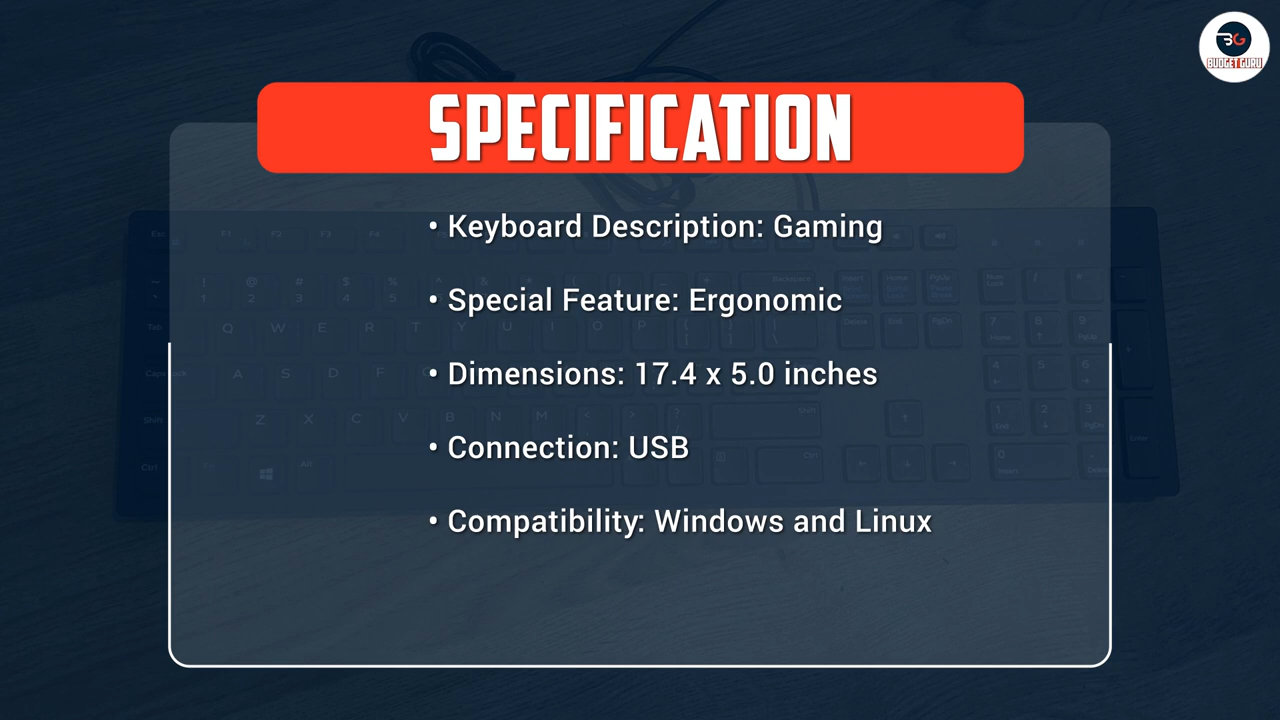 BG
BUDGET GURU
SPECIFICATION
• Keyboard Description: Gaming
• Special Feature: Ergonomic
• Dimensions: 17.4 x 5.0 inches
• Connection: USB
• Compatibility: Windows and Linux